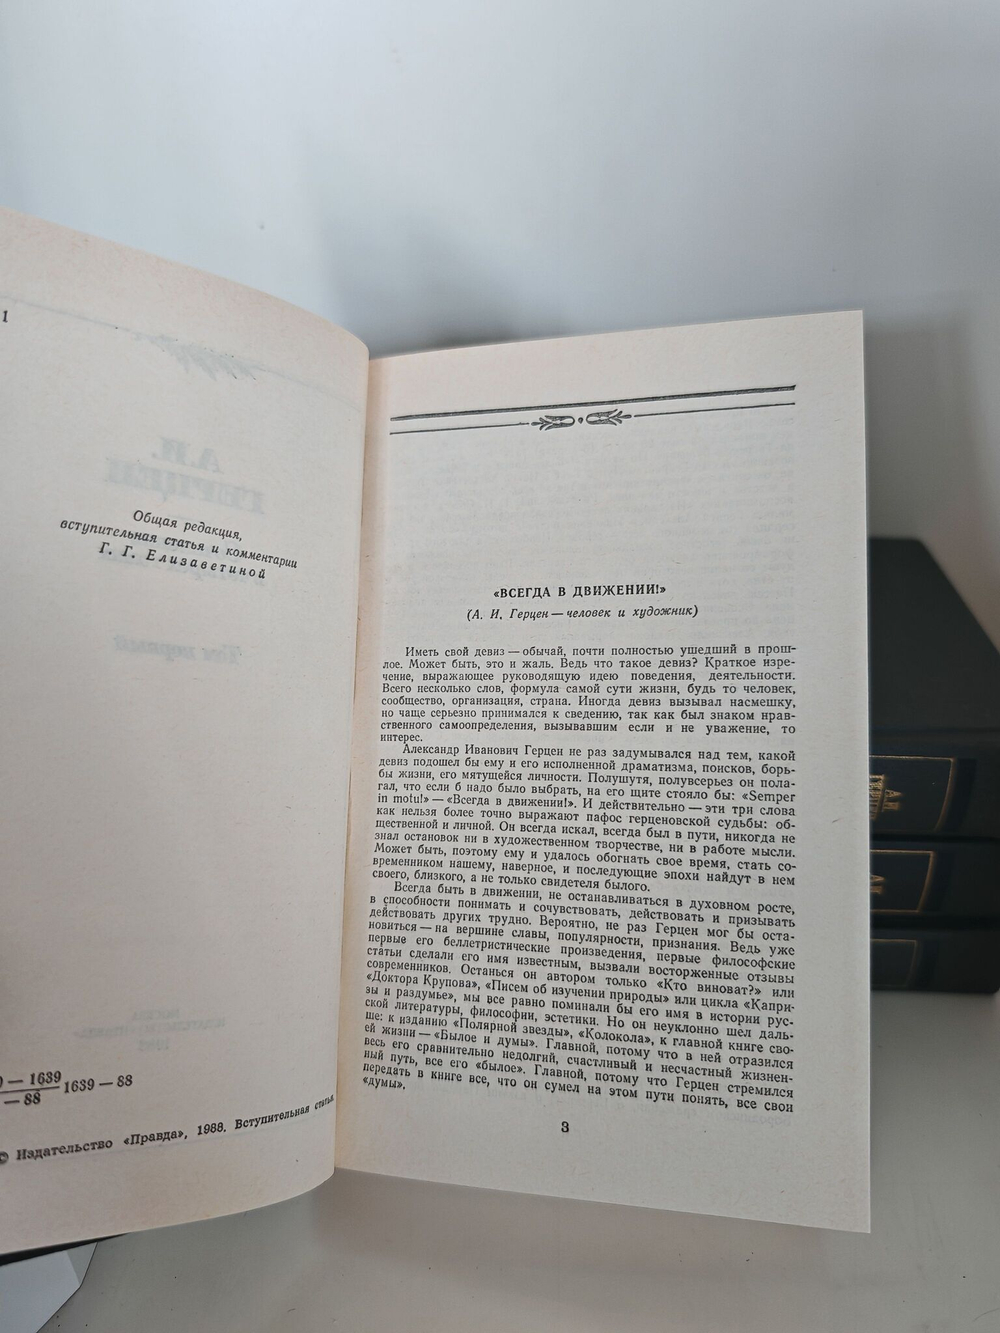 1
Общая редакция,
вступительная статья и комментарии
Г. Г. Елизаветиной
— 1639
— 88
1639 — 88
© Издательство «Правда», 1988. Вступительная статья.
«ВСЕГДА В ДВИЖЕНИИ!»
(А. И. Герцен — человек и художник)
Иметь свой девиз — обычай, почти полностью ушедший в прош-
лое. Может быть, это и жаль. Ведь что такое девиз? Краткое изре-
чение, выражающее руководящую идею поведения, деятельности.
Всего несколько слов, формула самой сути жизни, будь то человек,
сообщество, организация, страна. Иногда девиз вызывал насмешку,
но чаще серьезно принимался к сведению, так как был знаком нрав-
ственного самоопределения, вызывавшим если и не уважение, то
интерес.
Александр Иванович Герцен не раз задумывался над тем, какой
девиз подошел бы ему и его исполненной драматизма, поисков, борь-
бы жизни, его мятущейся личности. Полушутя, полувсерьез он пола-
гал, что если б надо было выбрать, на его щите стояло бы: «Semper
in motu!» — «Всегда в движении!». И действительно — эти три слова
как нельзя более точно выражают пафос герценовской судьбы: об-
щественной и личной. Он всегда искал, всегда был в пути, никогда не
знал остановок ни в художественном творчестве, ни в работе мысли.
Может быть, поэтому ему и удалось обогнать свое время, стать со-
временником нашему, наверное, и последующие эпохи найдут в нем
своего, близкого, а не только свидетеля былого.
Всегда быть в движении, не останавливаться в духовном росте,
в способности понимать и сочувствовать, действовать и призывать
действовать других трудно. Вероятно, не раз Герцен мог бы оста-
новиться — на вершине славы, популярности, признания. Ведь уже
первые его беллетристические произведения, первые философские
статьи сделали его имя известным, вызвали восторженные отзывы
современников. Останься он автором только «Кто виноват?» или
«Доктора Крупова», «Писем об изучении природы» или цикла «Капри-
зы и раздумье», мы все равно поминали бы его имя в истории рус-
ской литературы, философии, эстетики. Но он неуклонно шел даль-
ше: к изданию «Полярной звезды», «Колокола», к главной книге сво-
ей жизни — «Былое и думы». Главной, потому что в ней отразился
весь его сравнительно недолгий, счастливый и несчастный жизнен-
ный путь, все его «былое». Главной, потому что Герцен стремился
передать в книге все, что он сумел на этом пути понять, все свои
«думы».
3
А.И.
ГЕРЦЕН
А.И.